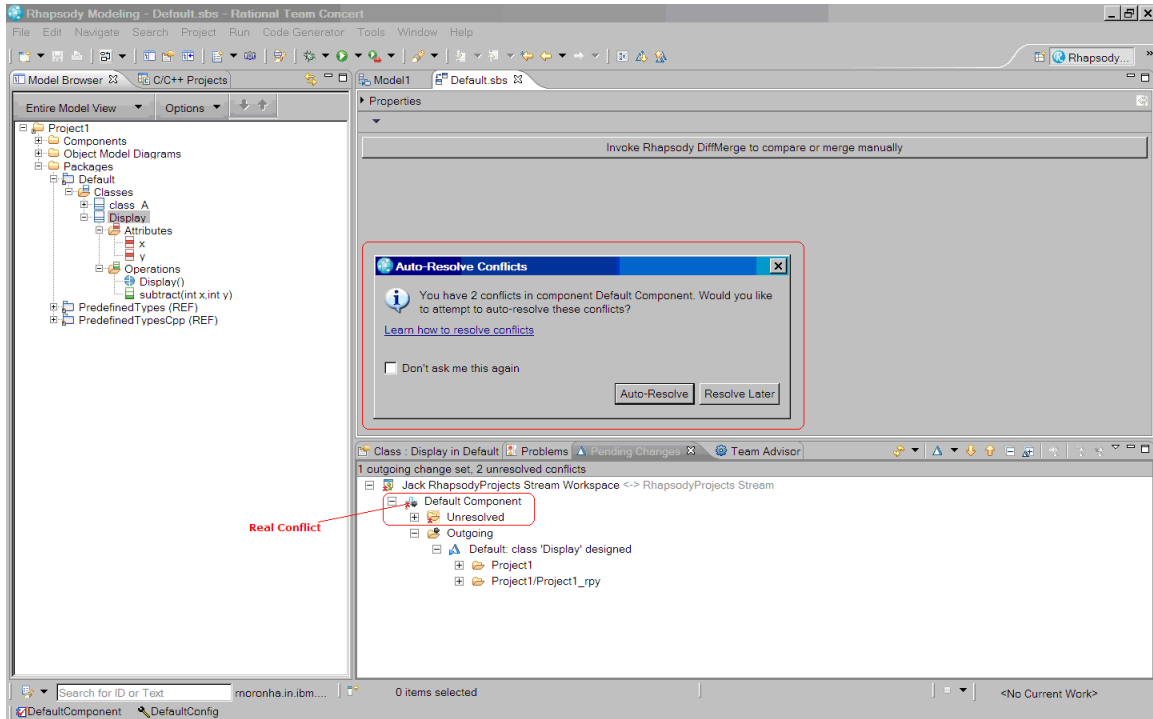 Rhapsody Modeling - Default.sbs - Rational Team Concert
File Edit Navigate Search Project Run Code Generator Tools Window Help
Rhapsody...
Model Browser
C/C++ Projects
Model1
Default.sbs
Entire Model View
Options
Properties
Invoke Rhapsody DiffMerge to compare or merge manually
Project1
Components
Object Model Diagrams
Packages
Default
Classes
class_A
Display
Attributes
x
y
Operations
Display()
subtract(int x,int y)
PredefinedTypes (REF)
PredefinedTypesCpp (REF)
Auto-Resolve Conflicts
You have 2 conflicts in component Default Component. Would you like
to attempt to auto-resolve these conflicts?
Learn how to resolve conflicts
Don't ask me this again
Auto-Resolve
Resolve Later
Class : Display in Default
Problems
Pending Changes
Team Advisor
1 outgoing change set, 2 unresolved conflicts
Jack RhapsodyProjects Stream Workspace <-> RhapsodyProjects Stream
Default Component
Unresolved
Real Conflict
Outgoing
Default: class 'Display' designed
Project1
Project1/Project1_rpy
Search for ID or Text
rnoronha.in.ibm....
0 items selected
<No Current Work>
DefaultComponent
DefaultConfig